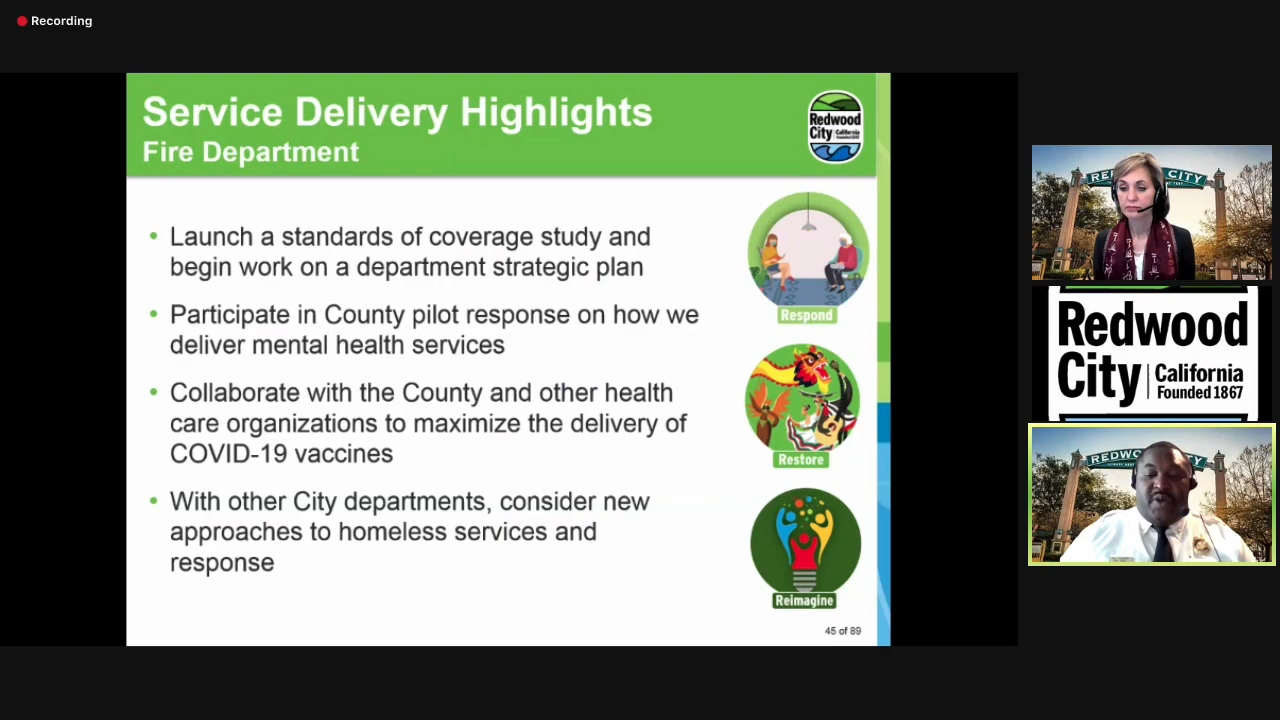 Recording
Service Delivery Highlights
Fire Department
Redwood
City
California
Founded 1867
• Launch a standards of coverage study and
begin work on a department strategic plan
• Participate in County pilot response on how we
deliver mental health services
• Collaborate with the County and other health
care organizations to maximize the delivery of
COVID-19 vaccines
• With other City departments, consider new
approaches to homeless services and
response
Respond
Restore
Reimagine
45 of 89
Redwood
City
California
Founded 1867